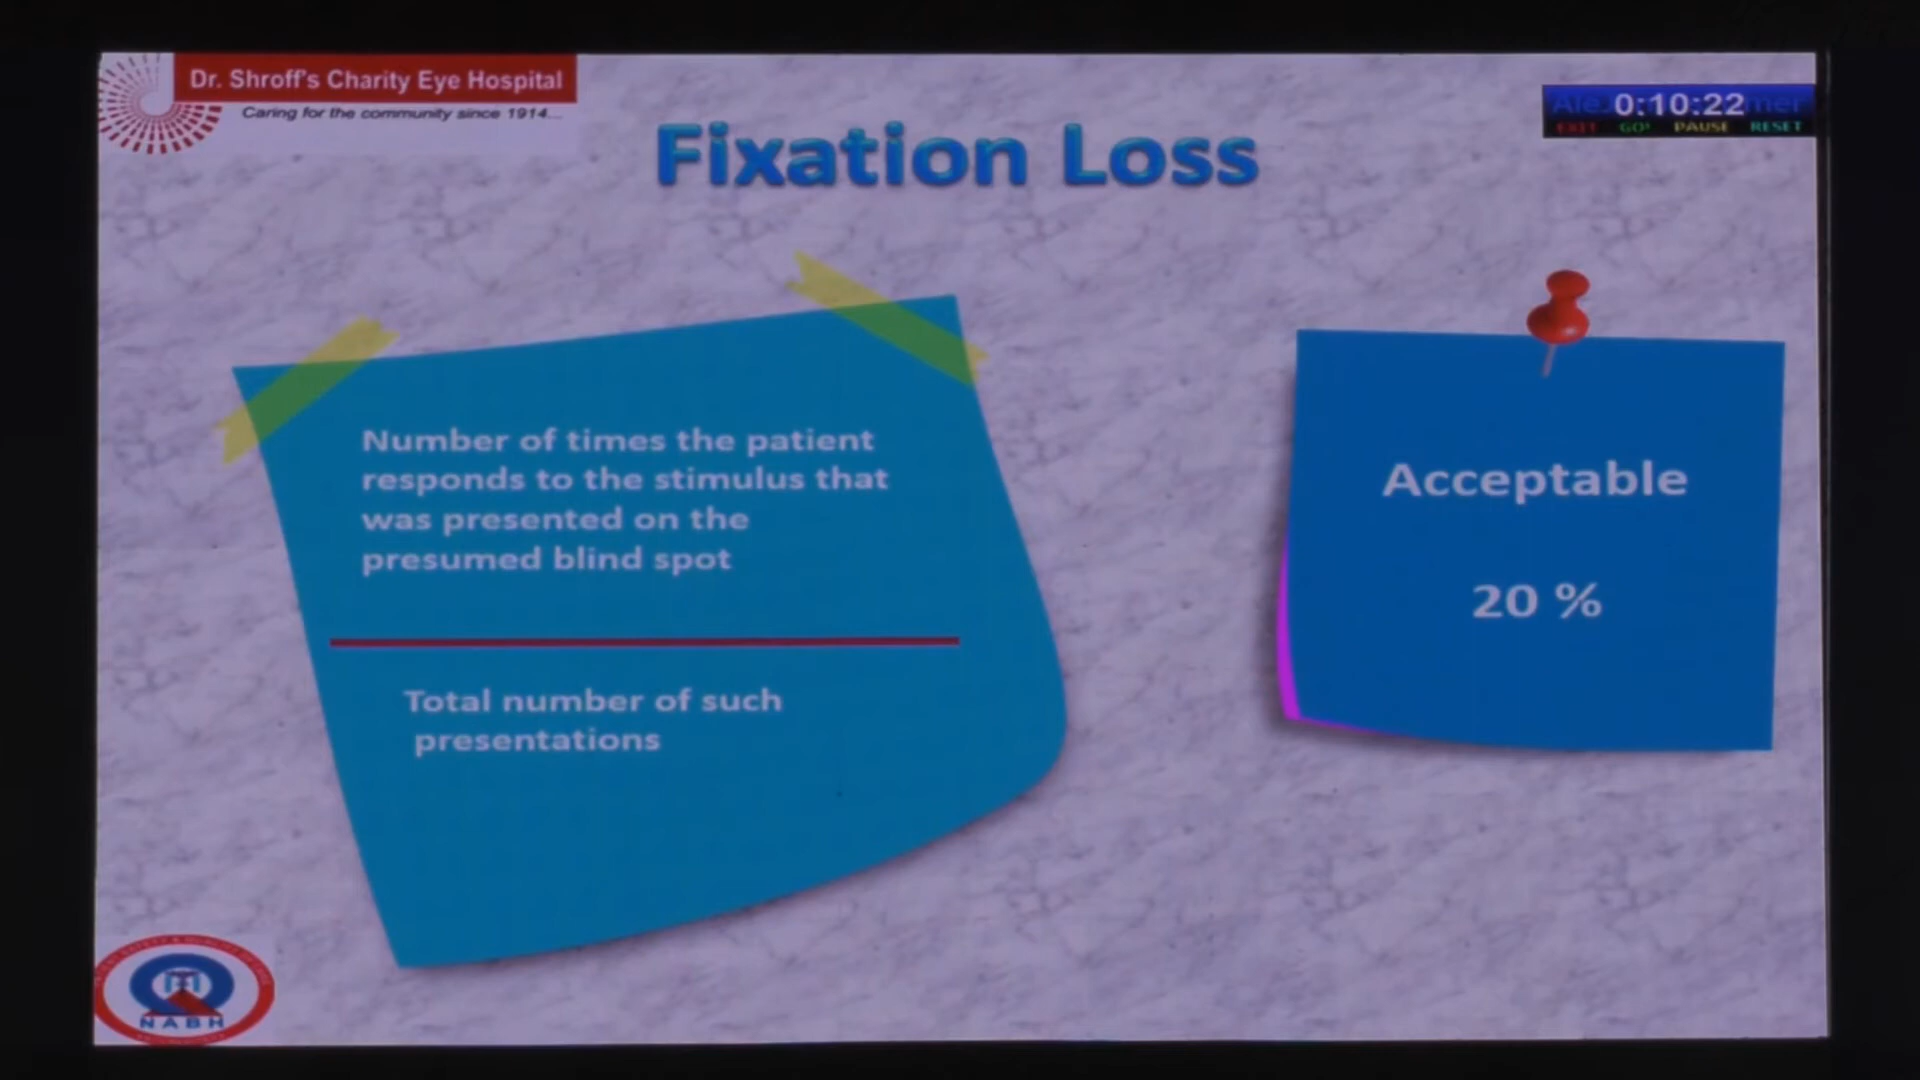 Dr. Shroff's Charity Eye Hospital
Caring for the community since 1914...
0:10:22
EXIT GO! PAUSE RESET
Fixation Loss
Number of times the patient
responds to the stimulus that
was presented on the
presumed blind spot
Total number of such
presentations
Acceptable
20 %
NABH